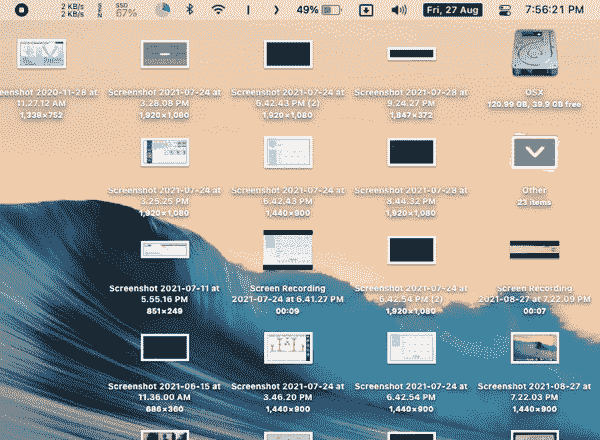 2 KB/s
2 KB/s
SSD
67%
49%
Fri, 27 Aug
7:56:21 PM
eenshot 2020-11-28 at
11.27.12 AM
1,339×752
Screenshot 2021-07-24 at
3.28.08 PM
1,920×1,080
Screenshot 2021-07-24 at
6.42.43 PM (2)
1,920×1,080
Screenshot 2021-07-28 at
9.24.27 PM
1,847×372
OSX
120.99 GB, 39.9 GB free
Screenshot 2021-07-24 at
3.25.25 PM
1,920×1,080
Screenshot 2021-07-24 at
6.42.43 PM
1,440×900
Screenshot 2021-07-28 at
8.44.32 PM
1,920×1,080
Other
23 items
Screenshot 2021-07-11 at
5.55.16 PM
851×249
Screen Recording
2021-07-24 at 6.41.27 PM
00:09
Screenshot 2021-07-24 at
6.42.54 PM (2)
1,920×1,080
Screen Recording
2021-08-27 at 7.22.09 PM
00:07
Screenshot 2021-06-15 at
11.36.00 AM
686×360
Screenshot 2021-07-24 at
3.46.20 PM
1,440×900
Screenshot 2021-07-24 at
6.42.54 PM
1,440×900
Screenshot 2021-08-27 at
7.22.03 PM
1,440×900